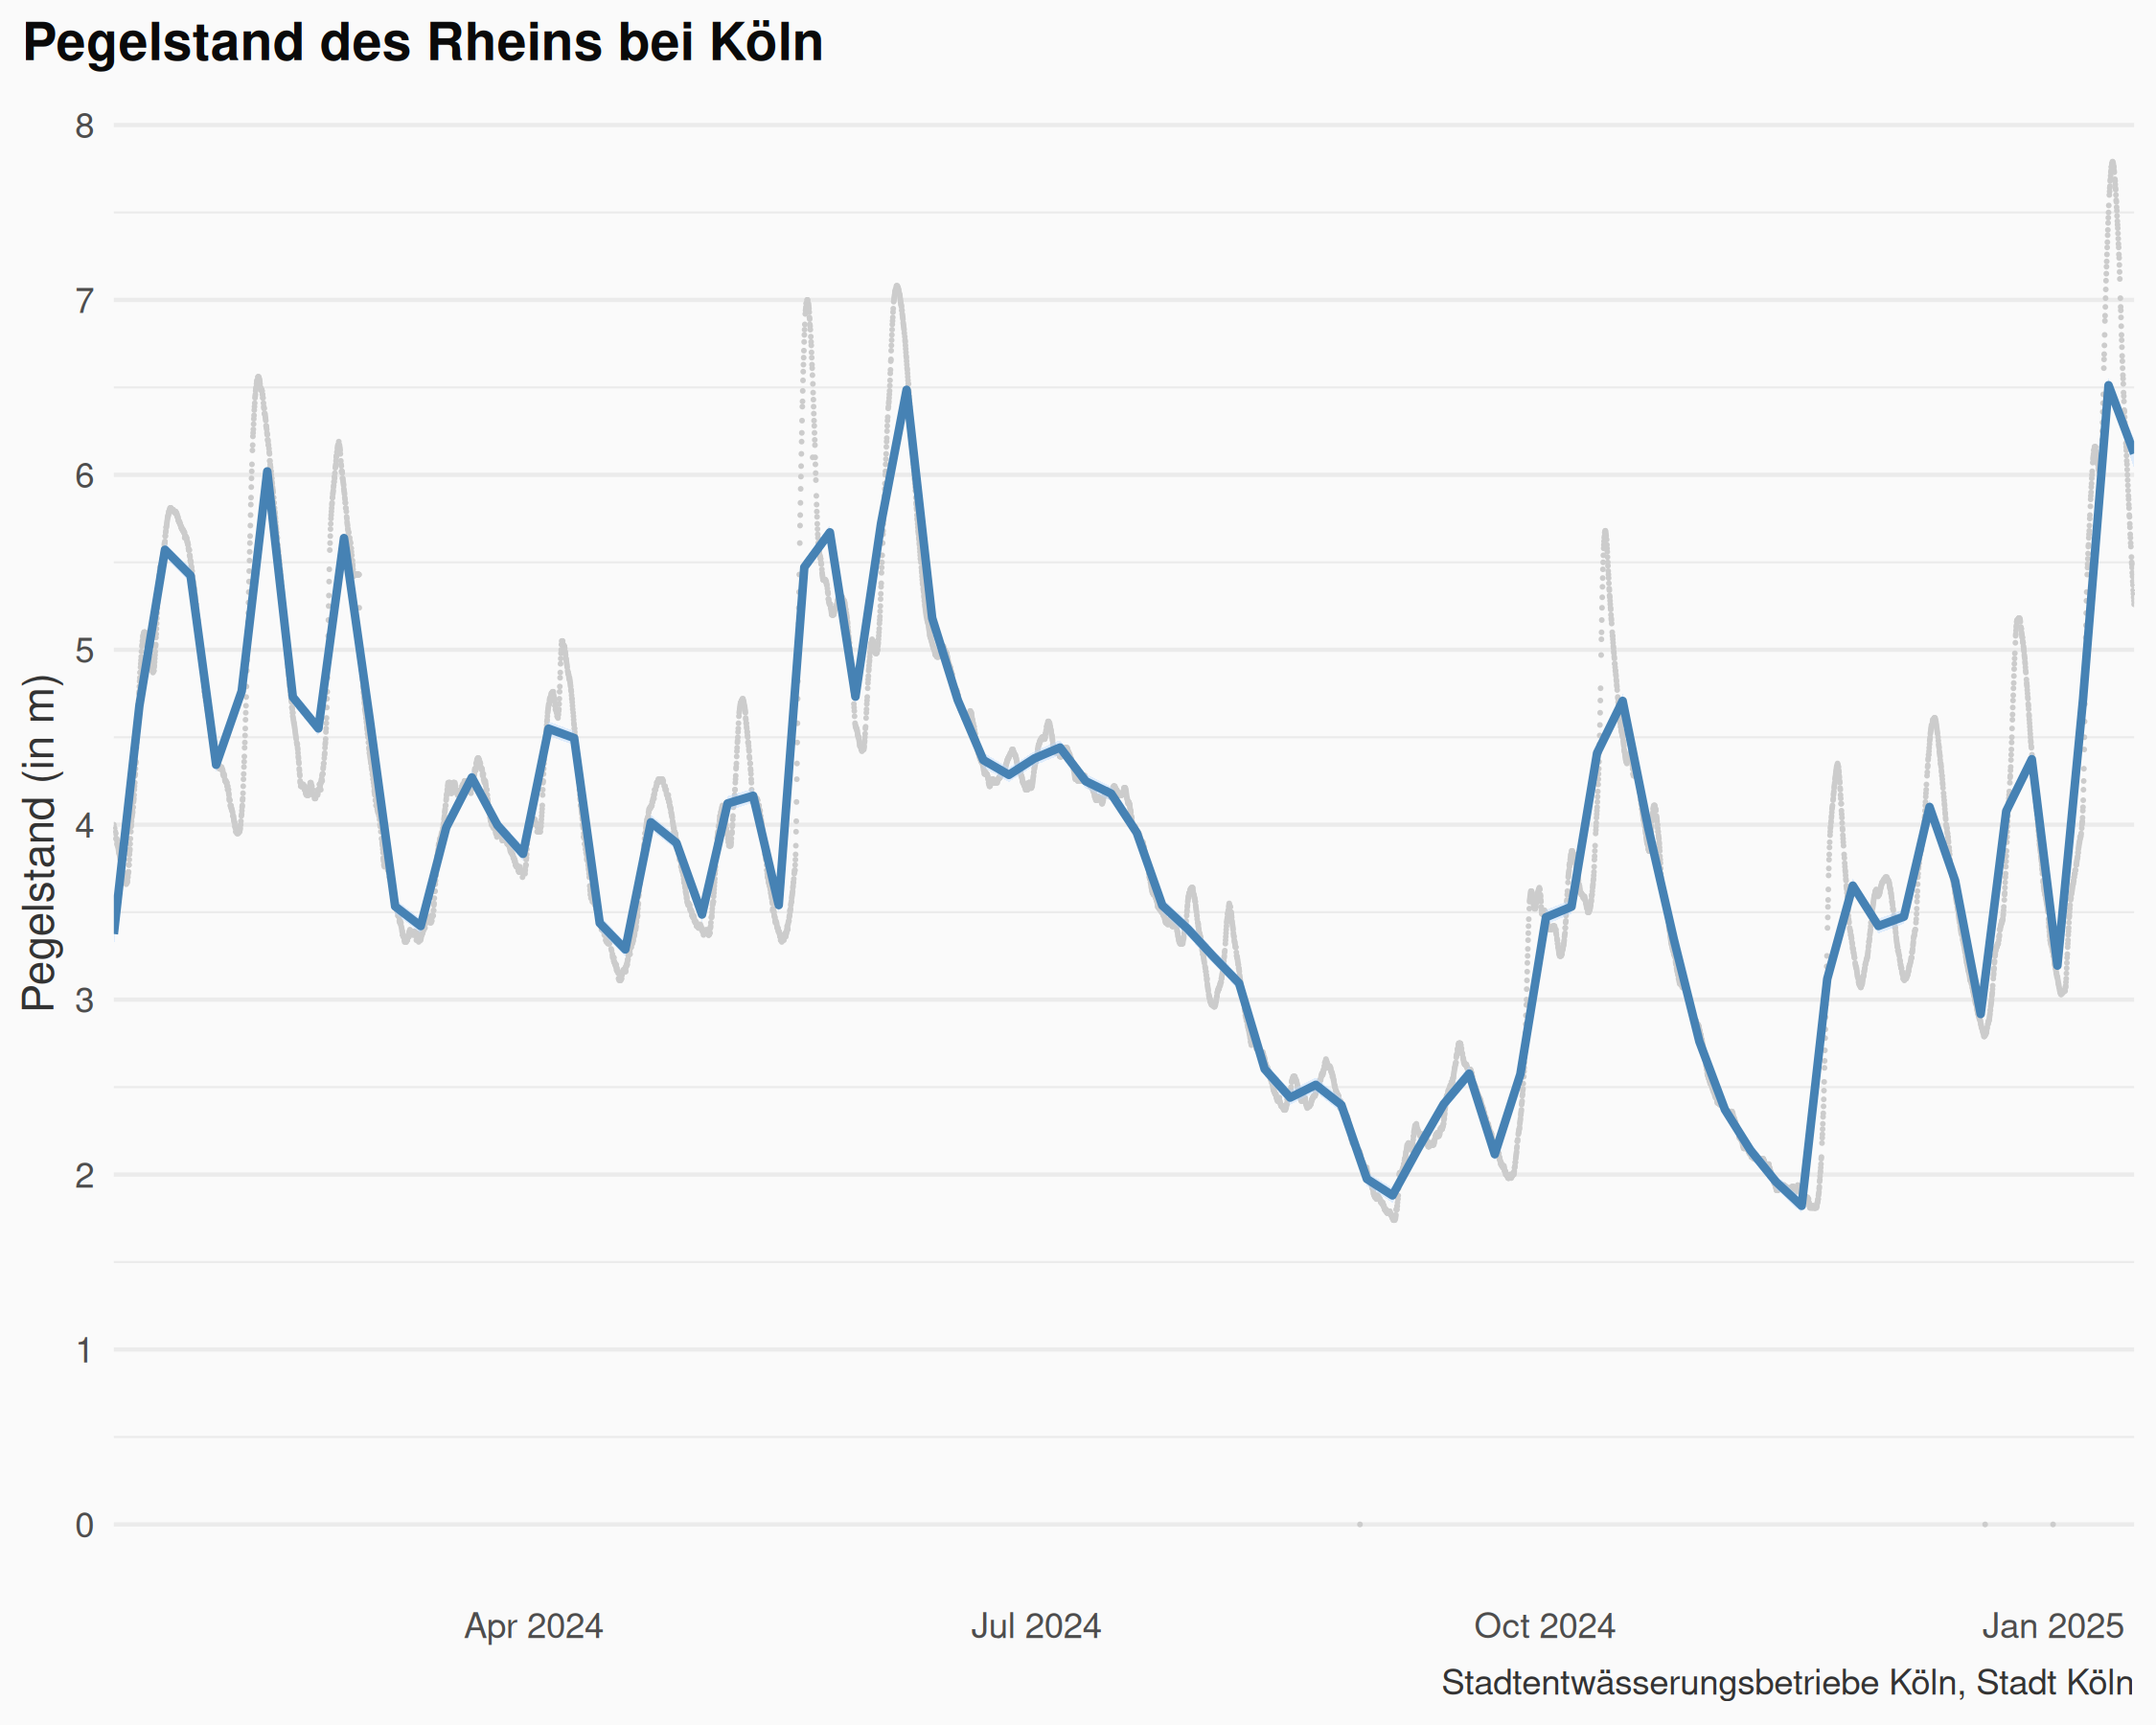 Pegelstand des Rheins bei Köln
Pegelstand (in m)
8
7
6
5
4
3
2
1
0
Apr 2024
Jul 2024
Oct 2024
Jan 2025
Stadtentwässerungsbetriebe Köln, Stadt Köln